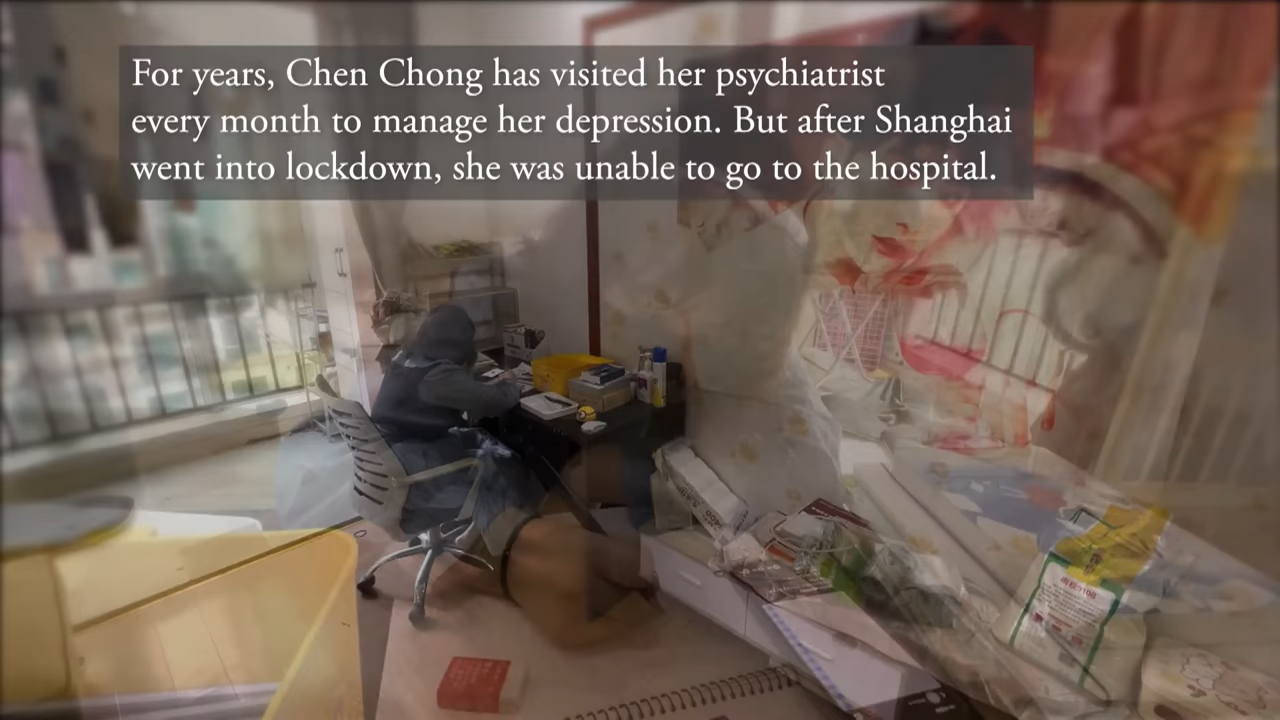 For years, Chen Chong has visited her psychiatrist
every month to manage her depression. But after Shanghai
went into lockdown, she was unable to go to the hospital.